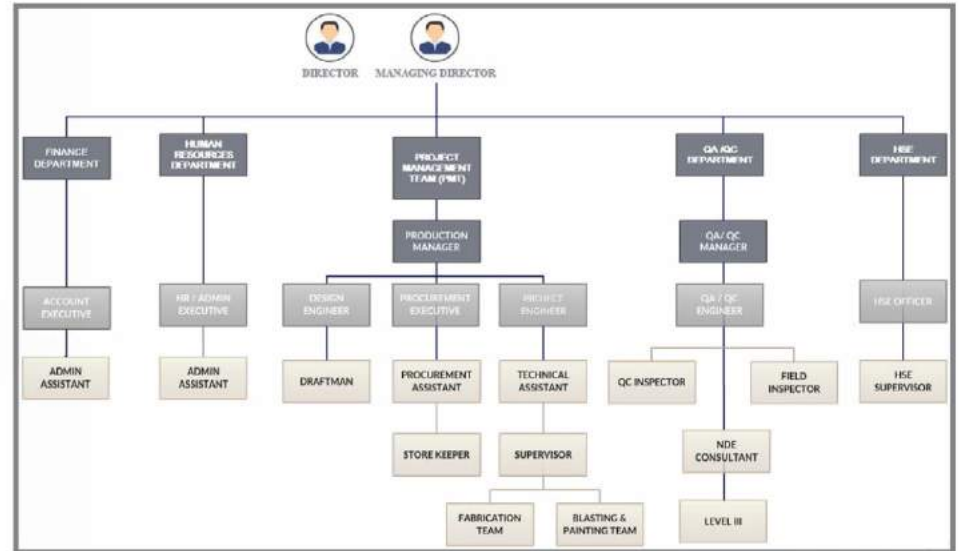 DIRECTOR
MANAGING DIRECTOR
FINANCE
DEPARTMENT
HUMAN
RESOURCES
DEPARTMENT
PROJECT
MANAGEMENT
TEAM (PMT)
QA /QC
DEPARTMENT
HSE
DEPARTMENT
PRODUCTION
MANAGER
QA/ QC
MANAGER
ACCOUNT
EXECUTIVE
HR / ADMIN
EXECUTIVE
DESIGN
ENGINEER
PROCUREMENT
EXECUTIVE
PROJECT
ENGINEER
QA / QC
ENGINEER
HSE OFFICER
ADMIN
ASSISTANT
ADMIN
ASSISTANT
DRAFTMAN
PROCUREMENT
ASSISTANT
TECHNICAL
ASSISTANT
QC INSPECTOR
FIELD
INSPECTOR
HSE
SUPERVISOR
STORE KEEPER
SUPERVISOR
NDE
CONSULTANT
FABRICATION
TEAM
BLASTING &
PAINTING TEAM
LEVEL III